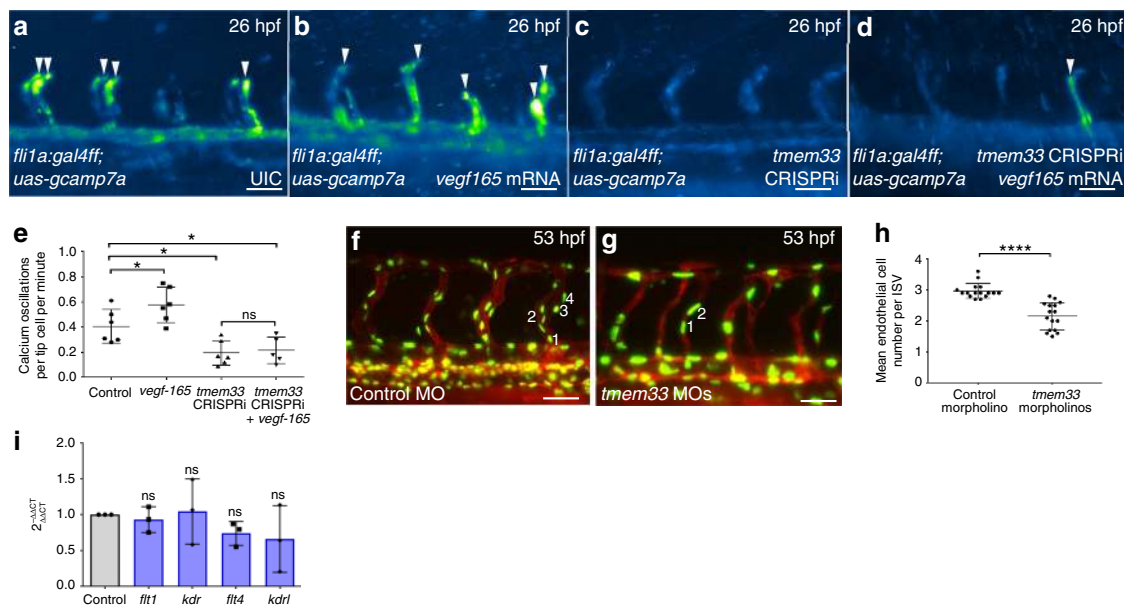 a
26 hpf
fli1a:gal4ff;
uas-gcamp7a
UIC
b
26 hpf
fli1a:gal4ff;
uas-gcamp7a
vegf165 mRNA
c
26 hpf
fli1a:gal4ff;
uas-gcamp7a
tmem33
CRISPRi
d
26 hpf
fli1a:gal4ff;
uas-gcamp7a
tmem33 CRISPRi
vegf165 mRNA
e
Calcium oscillations
per tip cell per minute
1.0
0.8
0.6
0.4
0.2
0.0
*
*
*
ns
Control
vegf-165
tmem33
CRISPRi
tmem33
CRISPRi
+ vegf-165
f
53 hpf
1
2
3
4
Control MO
g
53 hpf
1
2
tmem33 MOs
h
Mean endothelial cell
number per ISV
4
3
2
1
0
****
Control
morpholino
tmem33
morpholinos
i
2-ΔΔCT
ΔΔCT
2.0
1.5
1.0
0.5
0.0
ns
ns
ns
ns
Control
flt1
kdr
flt4
kdrl